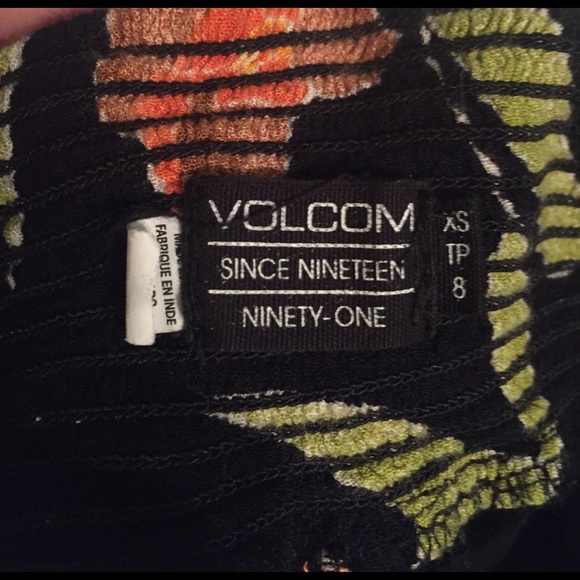 VOLCOM
SINCE NINETEEN
NINETY-ONE
XS
TP
8
FABRIQUE EN INDE